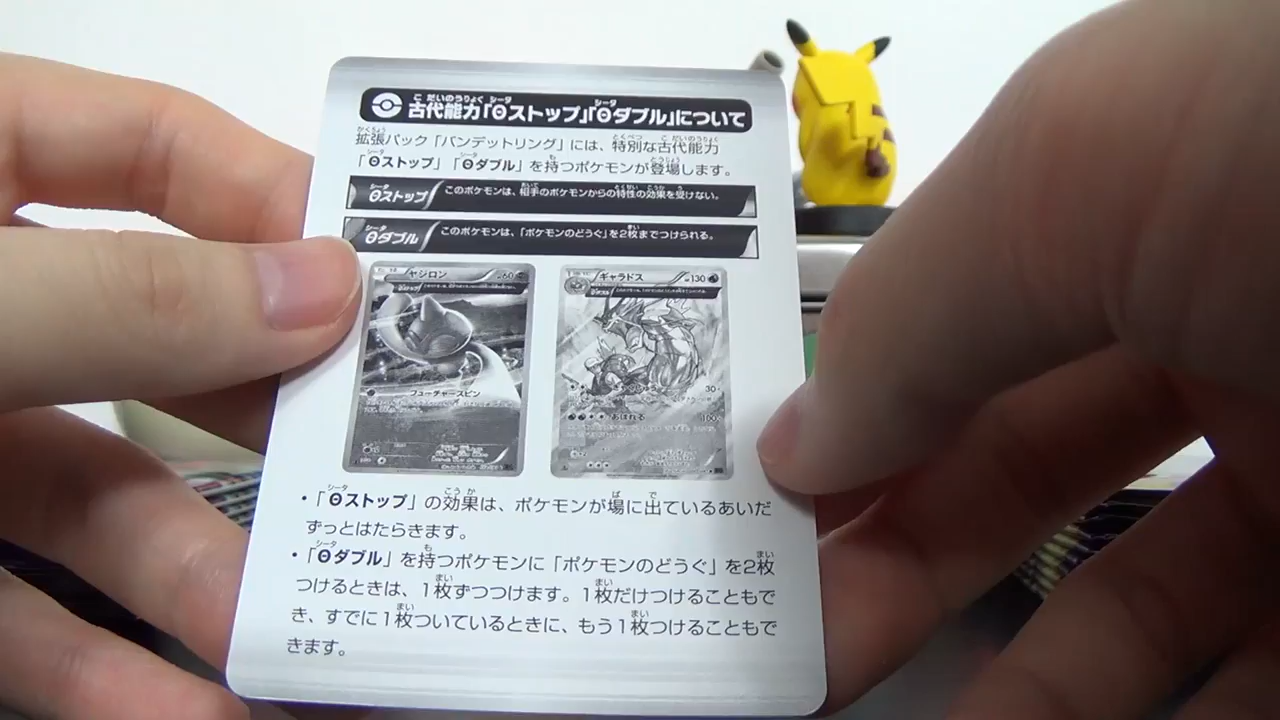 古代能力「Θストップ」「Θダブル」について
拡張パック「バンデットリング」には、特別な古代能力
「Θストップ」「Θダブル」を持つポケモンが登場します。
Θストップ このポケモンは、相手のポケモンからの特性の効果を受けない。
Θダブル このポケモンは、「ポケモンのどうぐ」を2枚までつけられる。
ヤジロン 60
フューチャースピン
ギャラドス 130
30
おぼれる 100
・「Θストップ」の効果は、ポケモンが場に出ているあいだ
ずっとはたらきます。
・「Θダブル」を持つポケモンに「ポケモンのどうぐ」を2枚
つけるときは、1枚ずつつけます。1枚だけつけることもで
き、すでに1枚ついているときに、もう1枚つけることもで
きます。